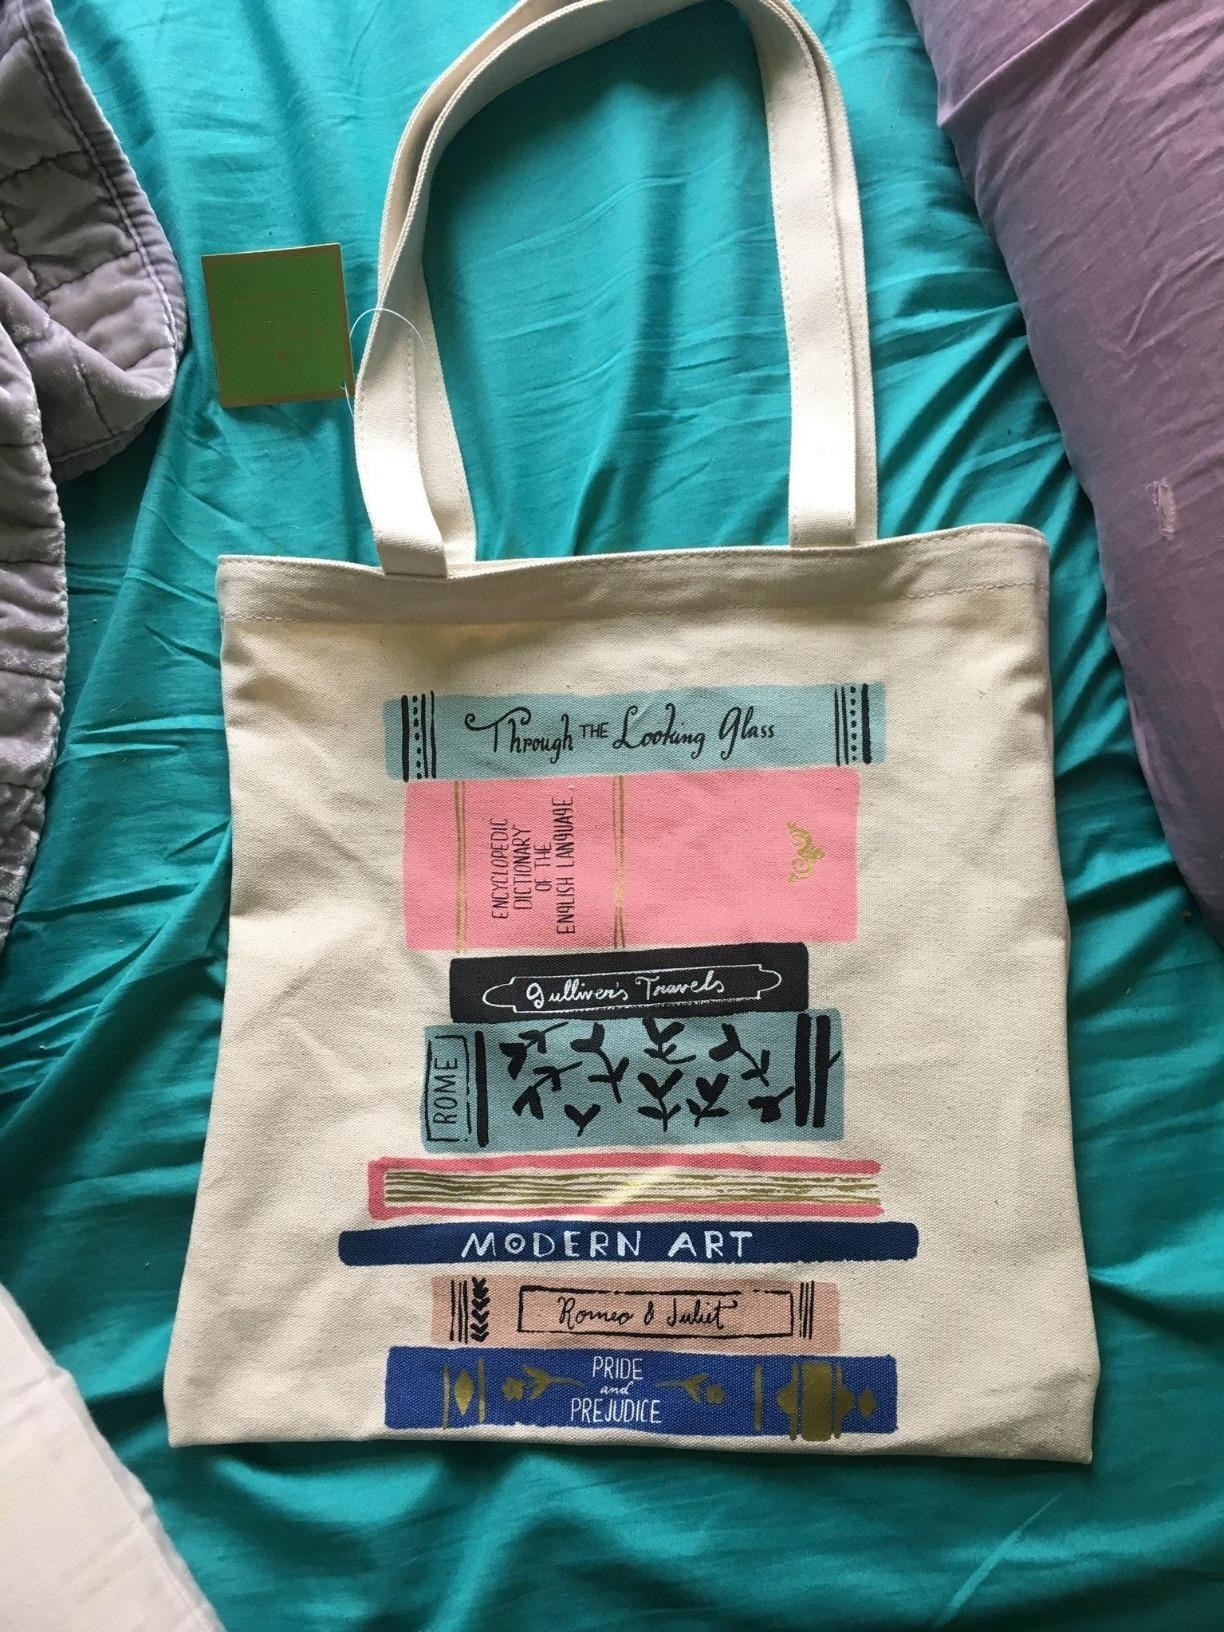 Through THE Looking Glass
ENCYCLOPEDIC
DICTIONARY
OF THE
ENGLISH LANGUAGE
Gulliver's Travels
ROME
MODERN ART
Romeo & Juliet
PRIDE
and
PREJUDICE